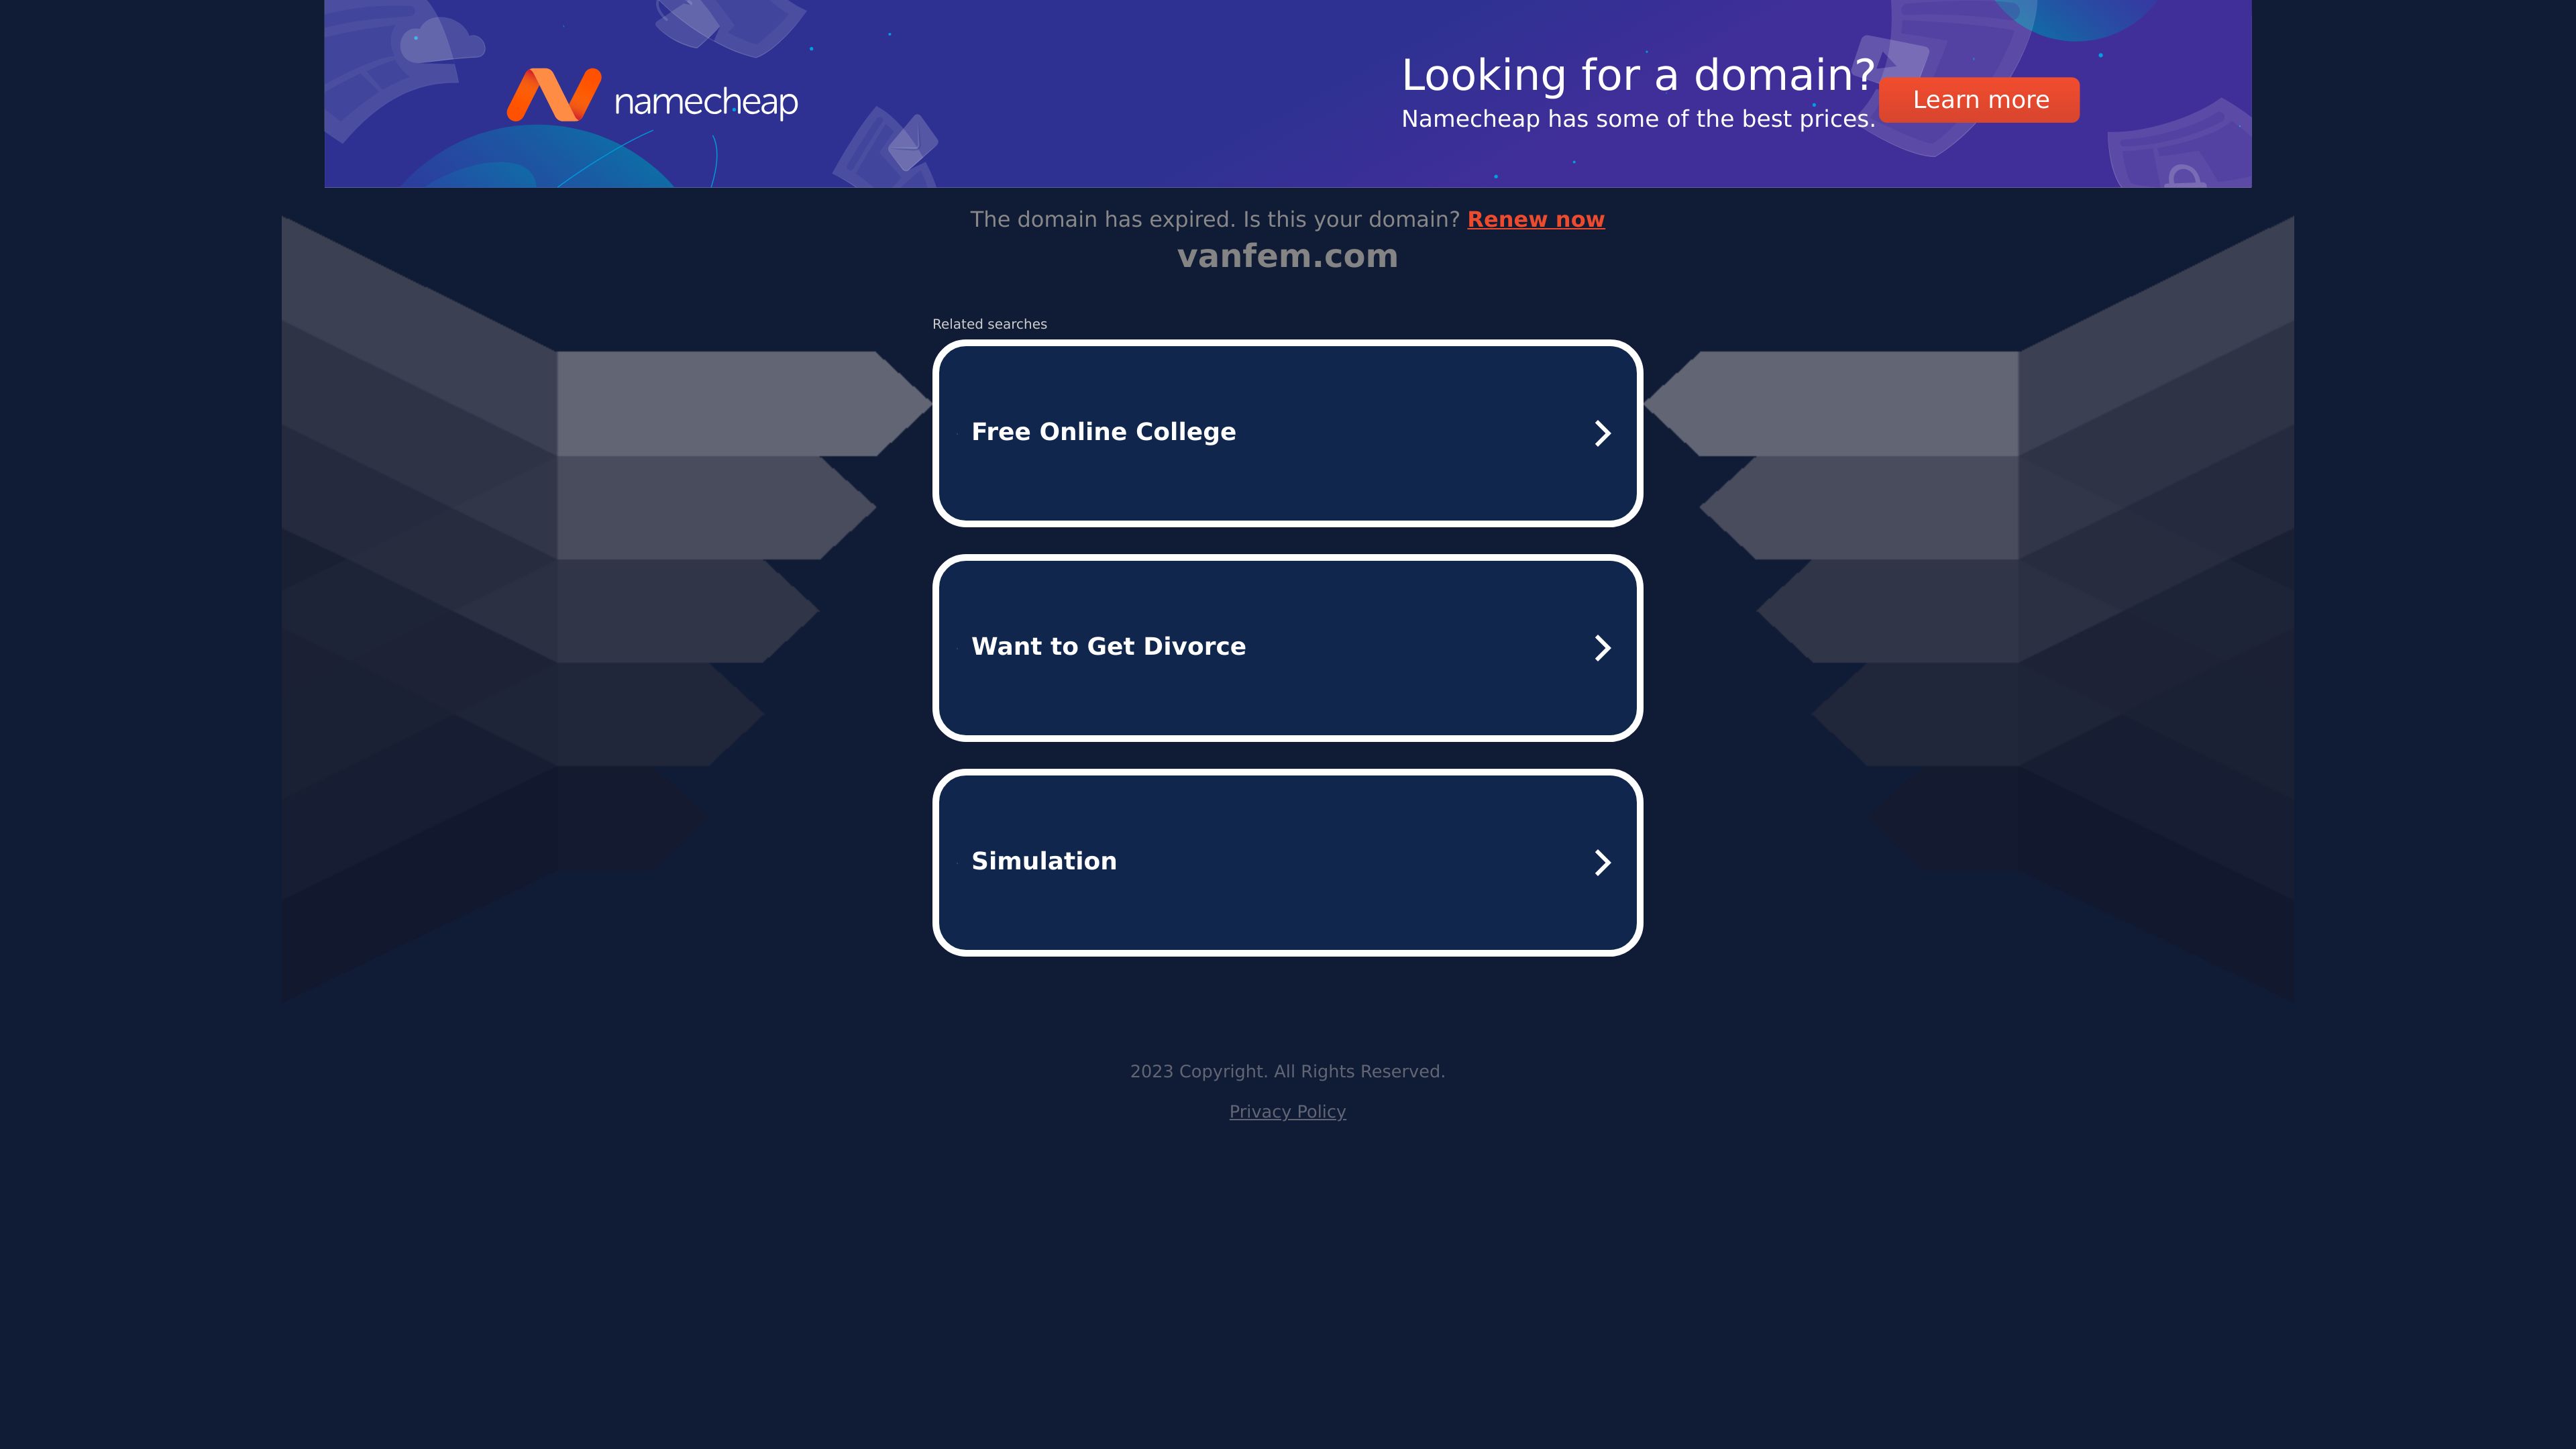 namecheap
Looking for a domain?
Namecheap has some of the best prices.
Learn more
The domain has expired. Is this your domain? Renew now
vanfem.com
Related searches
Free Online College
Want to Get Divorce
Simulation
2023 Copyright. All Rights Reserved.
Privacy Policy